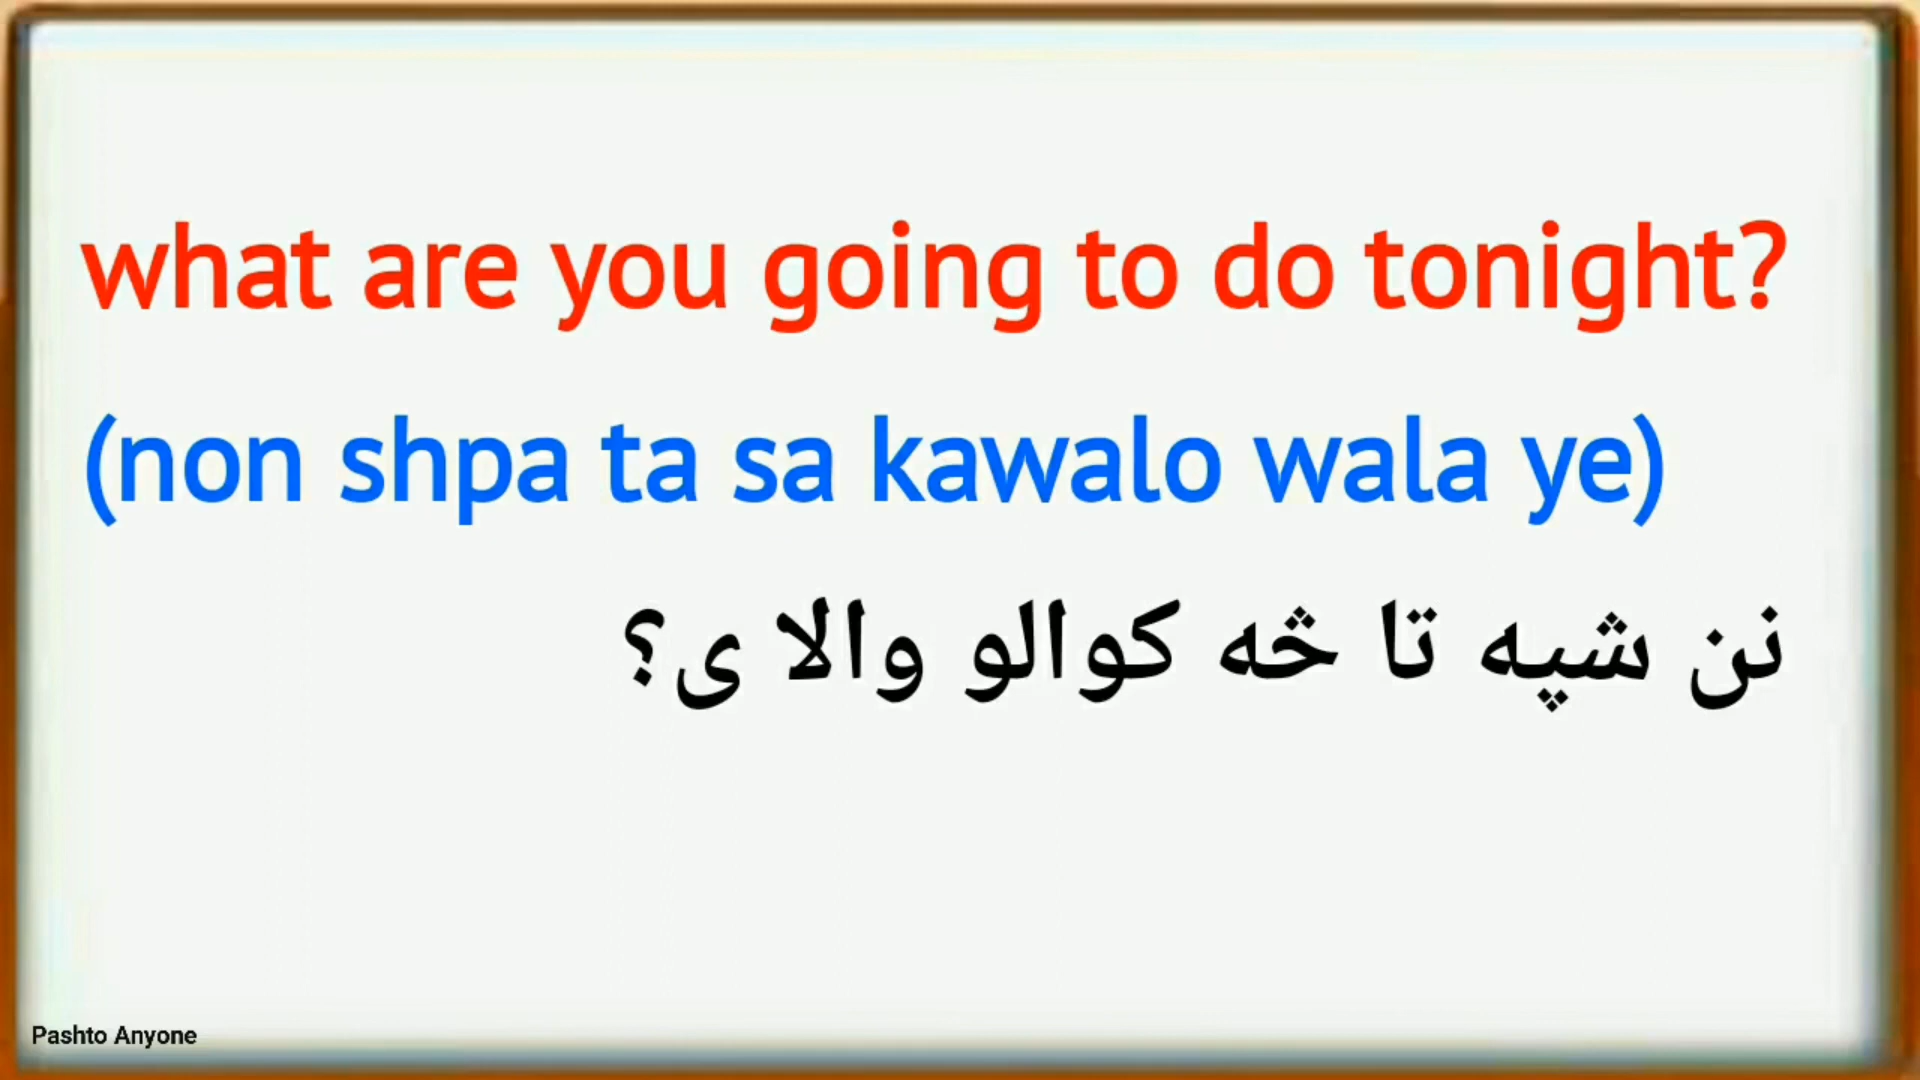 what are you going to do tonight?
(non shpa ta sa kawalo wala ye)
نن شپه تا څه کوالو والا ی؟
Pashto Anyone